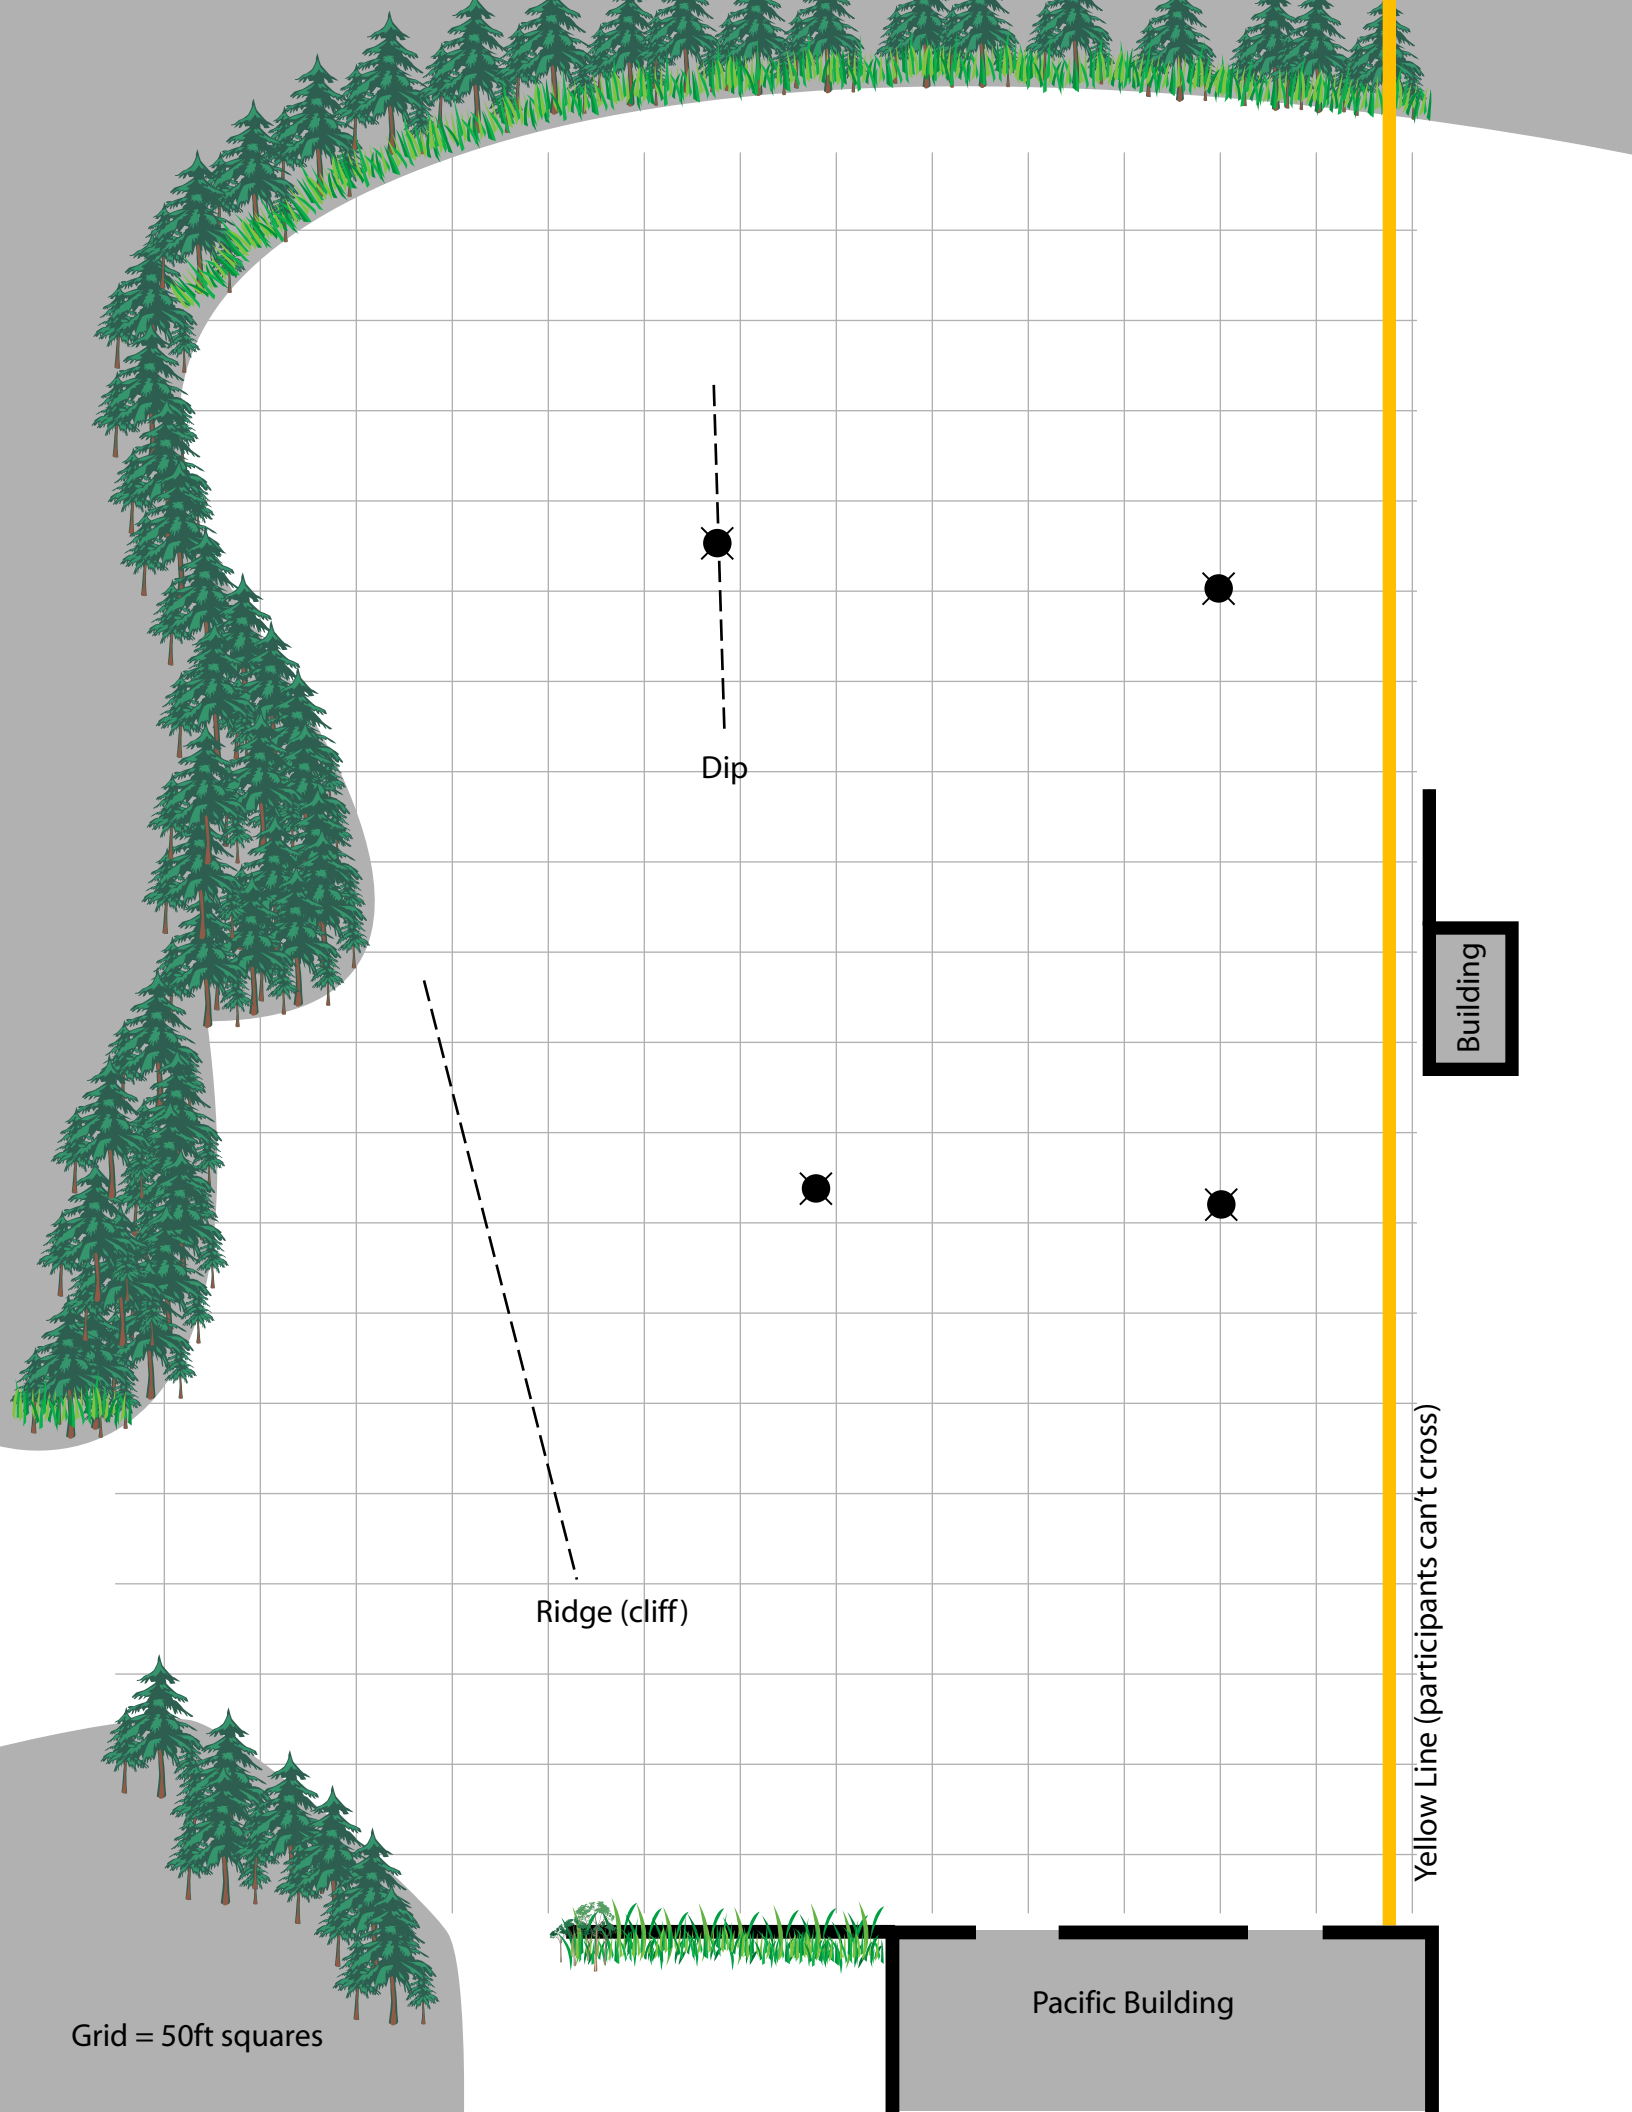 Dip
Building
Ridge (cliff)
Yellow Line (participants can’t cross)
Pacific Building
Grid = 50ft squares